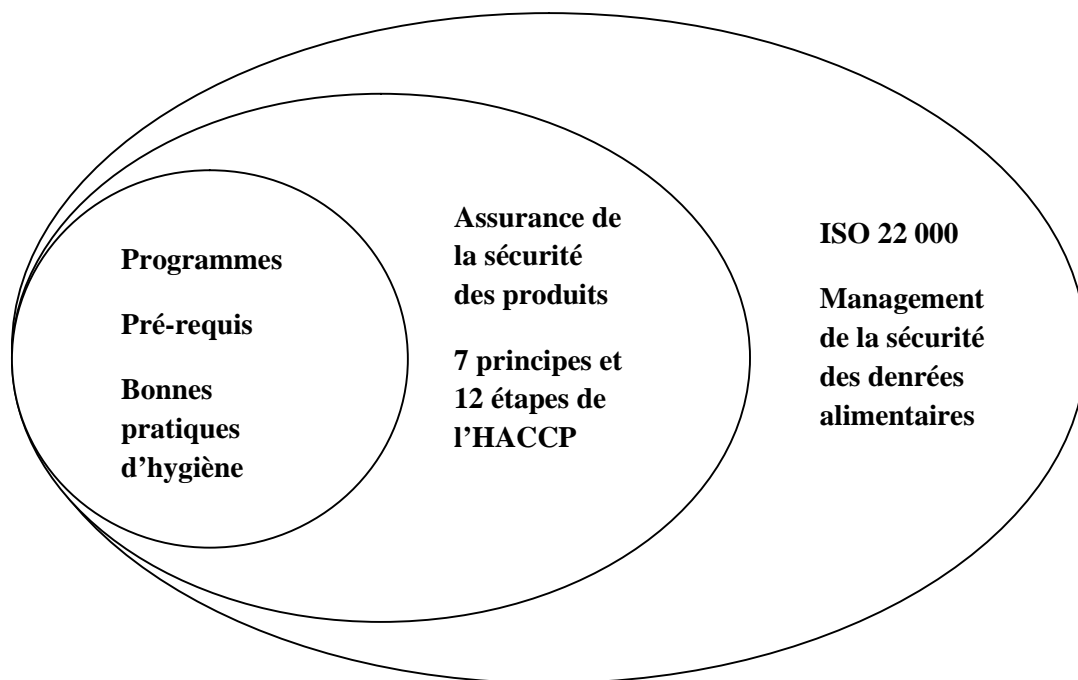 Programmes
Pré-requis
Bonnes
pratiques
d’hygiène
Assurance de
la sécurité
des produits
7 principes et
12 étapes de
l’HACCP
ISO 22 000
Management
de la sécurité
des denrées
alimentaires